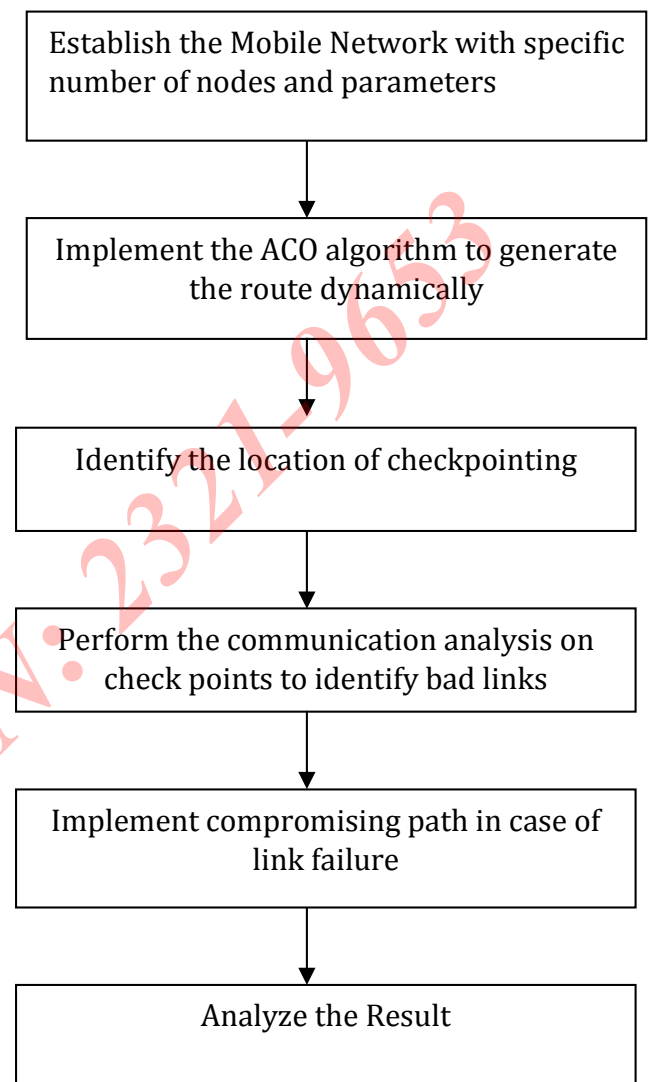 Establish the Mobile Network with specific
number of nodes and parameters
Implement the ACO algorithm to generate
the route dynamically
Identify the location of checkpointing
Perform the communication analysis on
check points to identify bad links
Implement compromising path in case of
link failure
Analyze the Result
N: 2321-9653